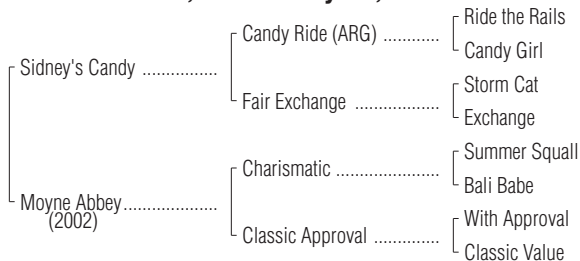 Ride the Rails
Candy Ride (ARG) ............
Candy Girl
Sidney's Candy ................
Storm Cat
Fair Exchange ..................
Exchange
Summer Squall
Charismatic .....................
Bali Babe
Moyne Abbey....................
(2002)
With Approval
Classic Approval ..............
Classic Value